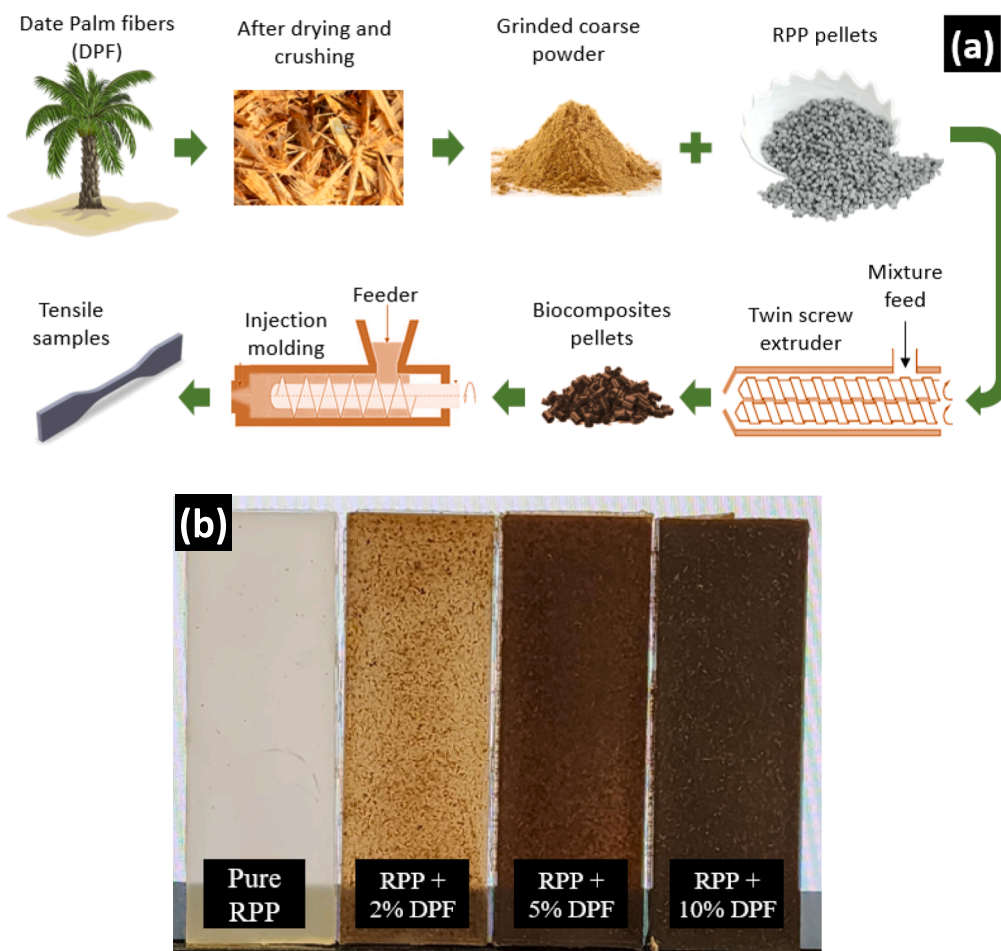 Date Palm fibers
(DPF)
After drying and
crushing
Grinded coarse
powder
RPP pellets
(a)
Tensile
samples
Injection
molding
Feeder
Biocomposites
pellets
Twin screw
extruder
Mixture
feed
(b)
Pure
RPP
RPP +
2% DPF
RPP +
5% DPF
RPP +
10% DPF